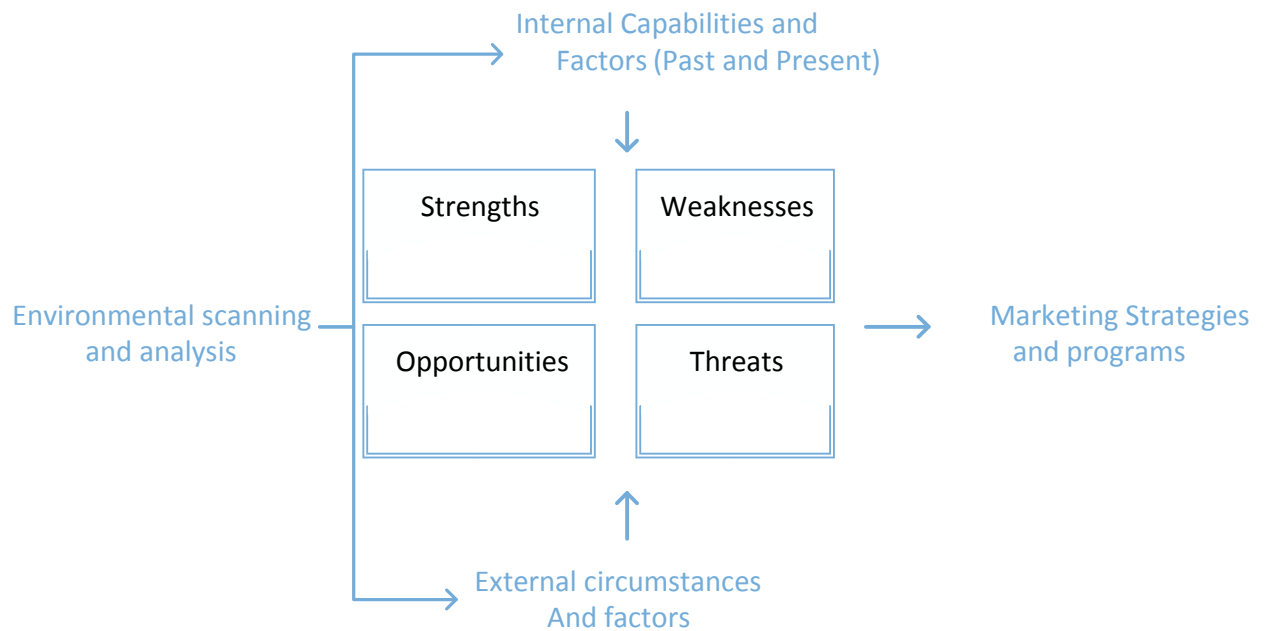 Internal Capabilities and
Factors (Past and Present)
Strengths
Weaknesses
Environmental scanning
and analysis
Opportunities
Threats
Marketing Strategies
and programs
External circumstances
And factors